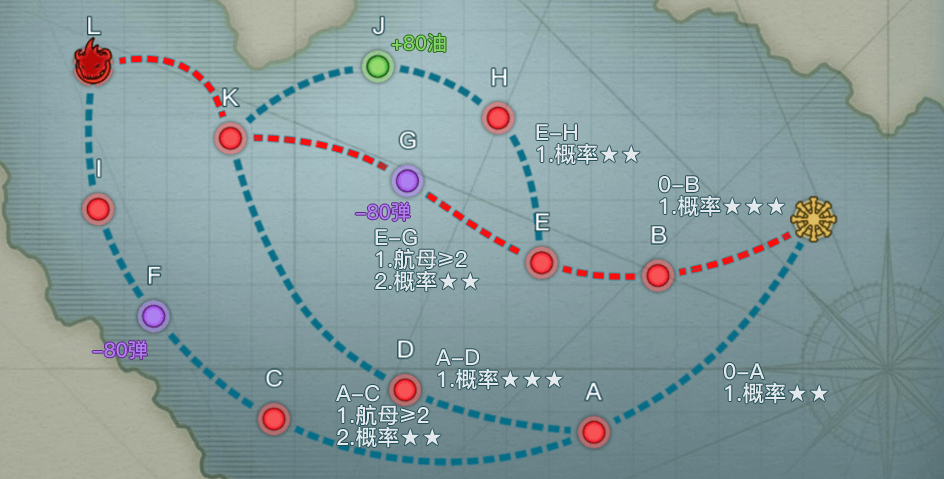 L
J
+80油
H
K
E-H
1.概率★★
G
I
-80弹
0-B
1.概率★★★
E
B
E-G
1.航母≥2
2.概率★★
F
-80弹
D
A-D
1.概率★★★
C
A-C
1.航母≥2
2.概率★★
A
0-A
1.概率★★